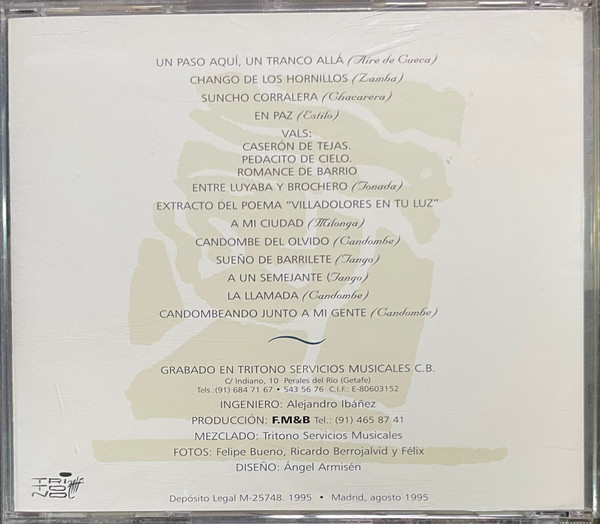 UN PASO AQUÍ, UN TRANCO ALLÁ (Aire de Cueca)
CHANGO DE LOS HORNILLOS (Zamba)
SUNCHO CORRALERA (Chacarera)
EN PAZ (Estilo)
VALS:
CASERÓN DE TEJAS.
PEDACITO DE CIELO.
ROMANCE DE BARRIO
ENTRE LUYABA Y BROCHERO (Tonada)
EXTRACTO DEL POEMA "VILLADOLORES EN TU LUZ"
A MI CIUDAD (Milonga)
CANDOMBE DEL OLVIDO (Candombe)
SUEÑO DE BARRILETE (Tango)
A UN SEMEJANTE (Tango)
LA LLAMADA (Candombe)
CANDOMBEANDO JUNTO A MI GENTE (Candombe)
GRABADO EN TRITONO SERVICIOS MUSICALES C.B.
C/ Indiano, 10 Perales del Rio (Getafe)
Tels.:(91) 684 71 67 • 543 56 76 C.I.F.: E-80603152
INGENIERO: Alejandro Ibáñez
PRODUCCIÓN: F.M&B Tel.: (91) 465 87 41
MEZCLADO: Tritono Servicios Musicales
FOTOS: Felipe Bueno, Ricardo Berrojalvid y Félix
DISEÑO: Ángel Armisén
Depósito Legal M-25748. 1995 • Madrid, agosto 1995